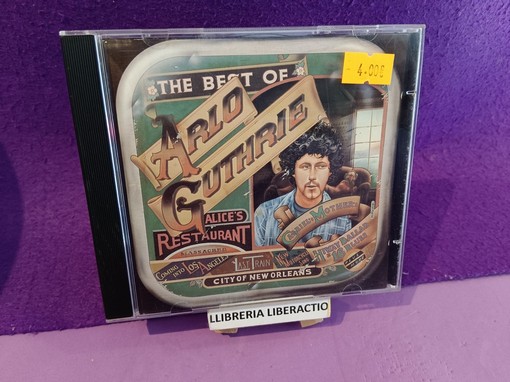 THE BEST OF
ARLO
GUTHRIE
4.00€
ALICE'S
RESTAURANT
MASSACREE
COMING INTO LOS ANGELES
LAST TRAIN
CITY OF NEW ORLEANS
LLIBRERIA LIBERACTIO